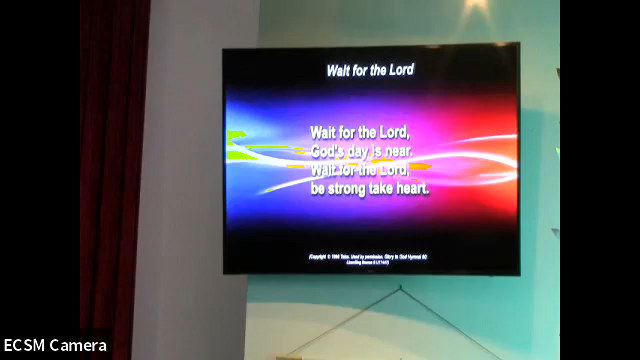 Wait for the Lord
Wait for the Lord,
God's day is near.
Wait for the Lord,
be strong take heart.
ECSM Camera